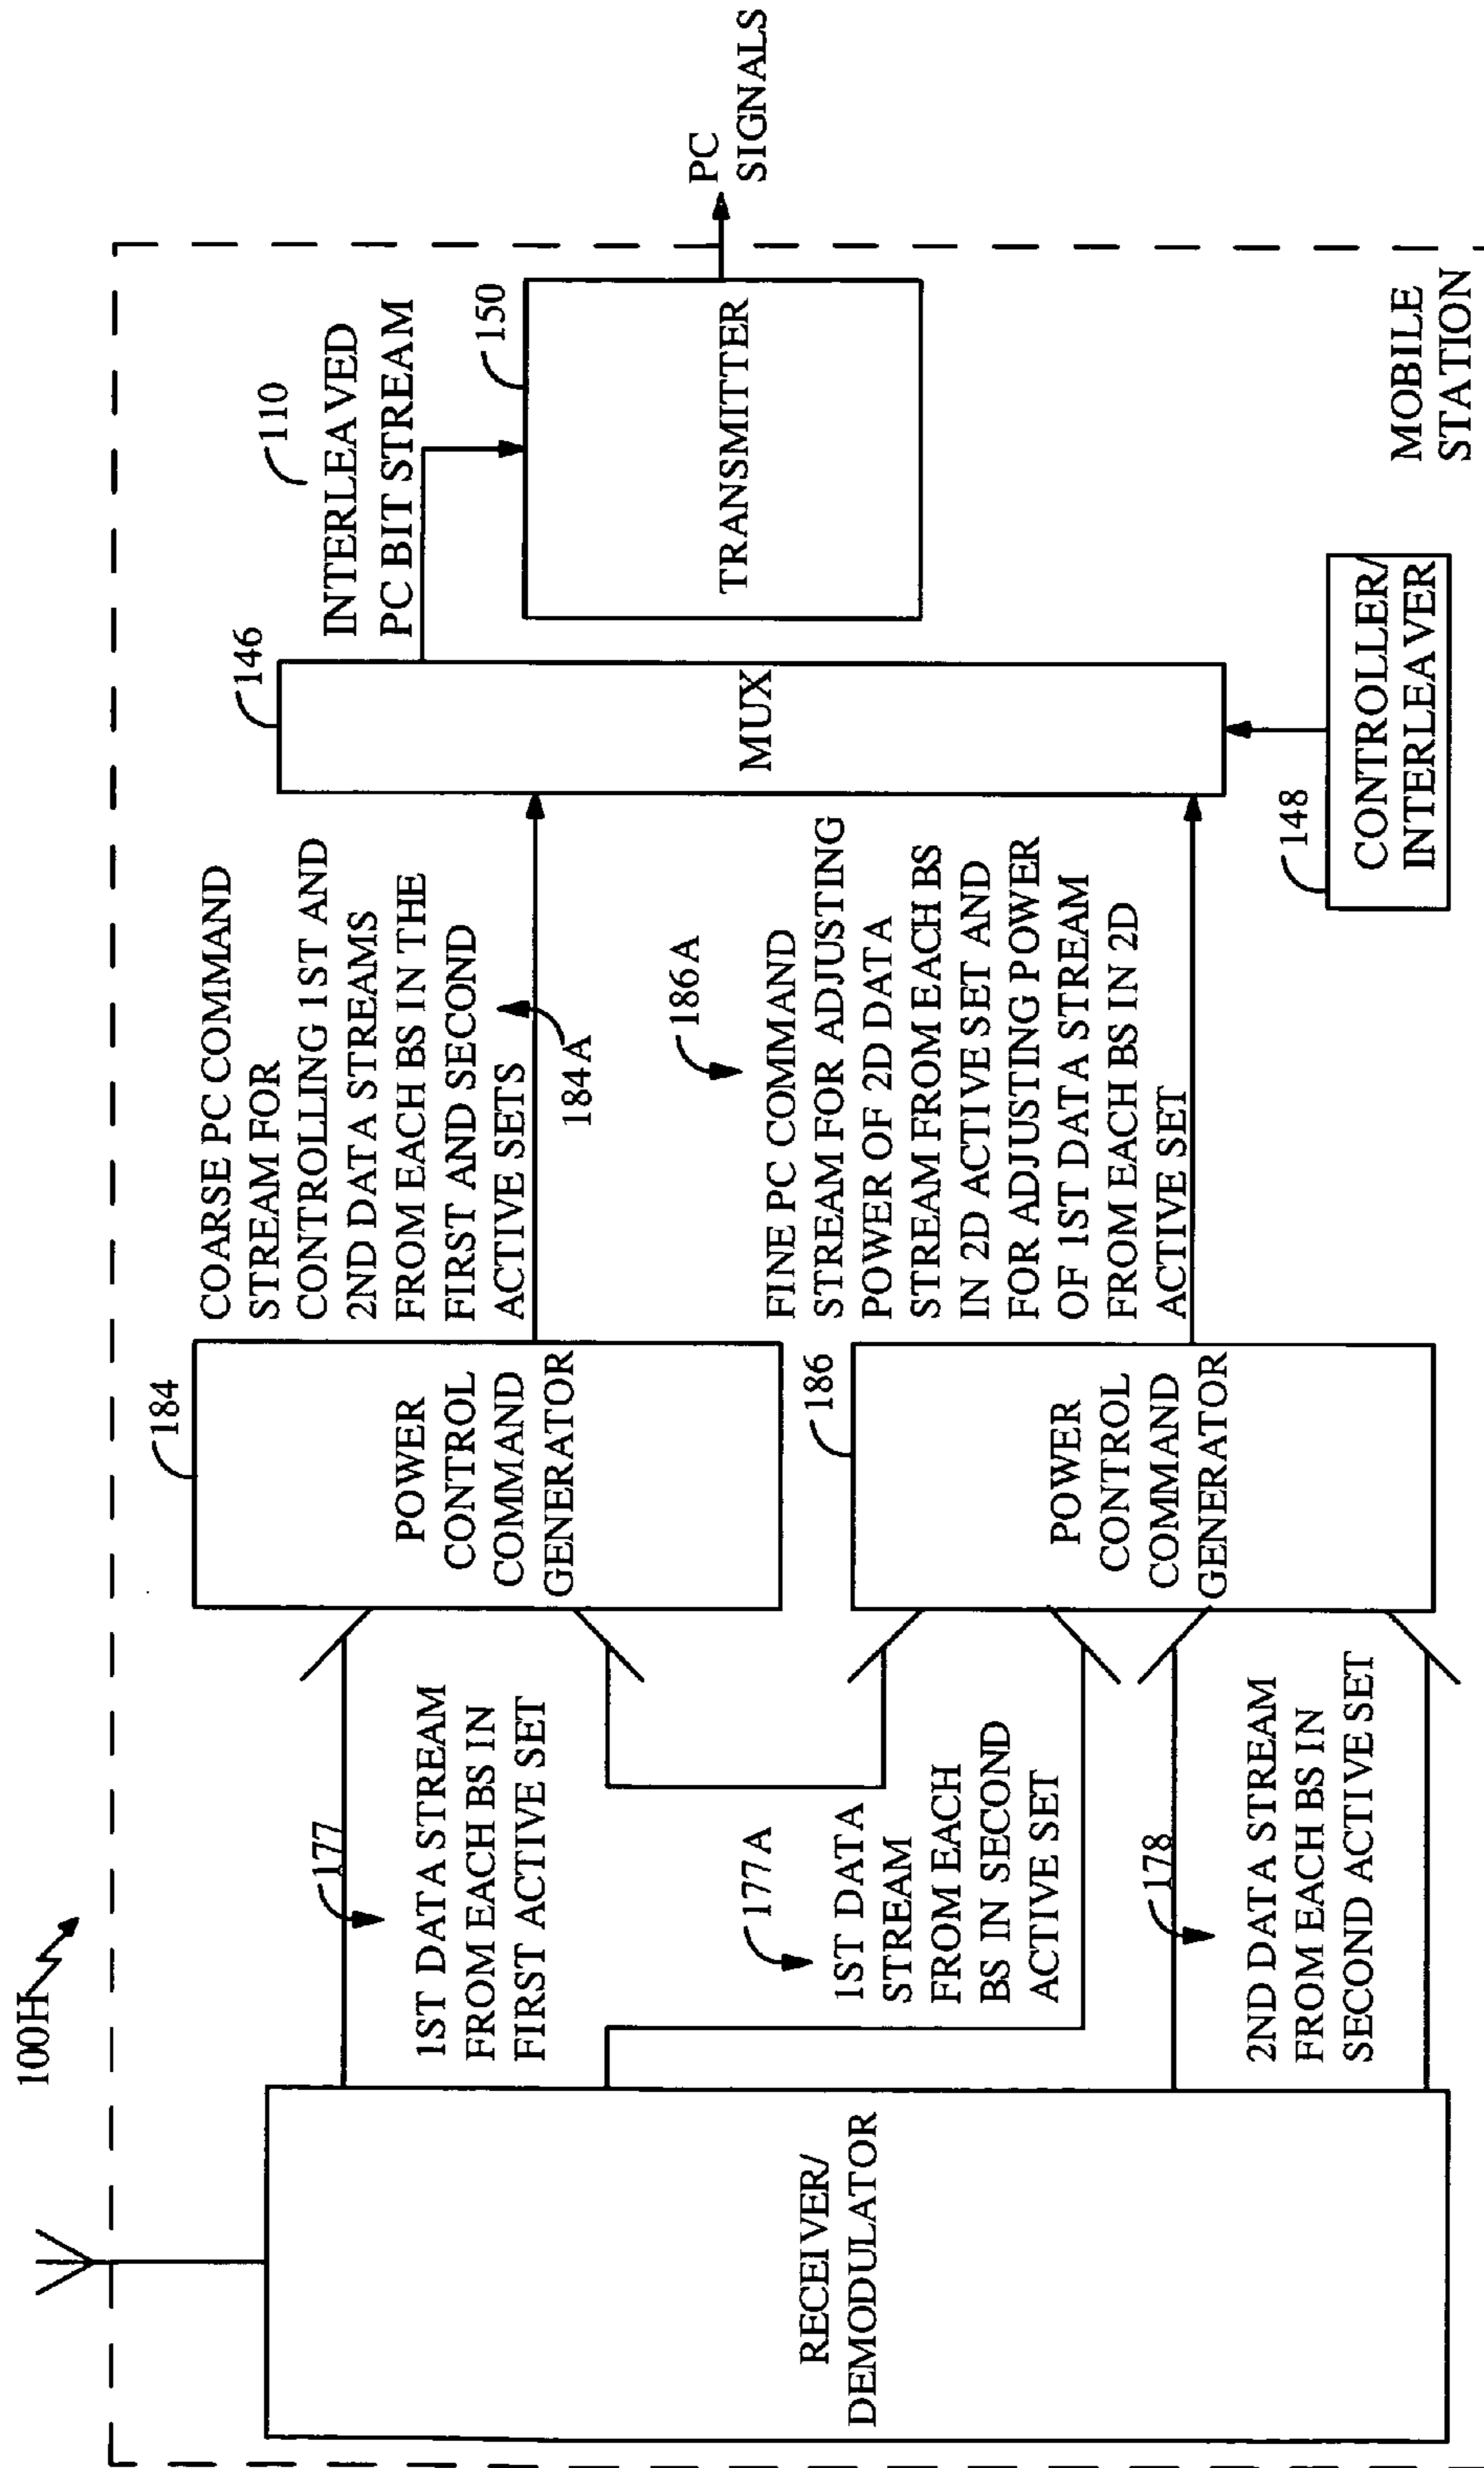 100H
RECEIVER/
DEMODULATOR
177
1ST DATA STREAM
FROM EACH BS IN
FIRST ACTIVE SET
177A
1ST DATA
STREAM
FROM EACH
BS IN SECOND
ACTIVE SET
178
2ND DATA STREAM
FROM EACH BS IN
SECOND ACTIVE SET
184
POWER
CONTROL
COMMAND
GENERATOR
186
POWER
CONTROL
COMMAND
GENERATOR
COARSE PC COMMAND
STREAM FOR
CONTROLLING 1ST AND
2ND DATA STREAMS
FROM EACH BS IN THE
FIRST AND SECOND
ACTIVE SETS
184A
186A
FINE PC COMMAND
STREAM FOR ADJUSTING
POWER OF 2D DATA
STREAM FROM EACH BS
IN 2D ACTIVE SET AND
FOR ADJUSTING POWER
OF 1ST DATA STREAM
FROM EACH BS IN 2D
ACTIVE SET
146
MUX
148
CONTROLLER/
INTERLEAVER
110
INTERLEAVED
PC BIT STREAM
150
TRANSMITTER
PC
SIGNALS
MOBILE
STATION